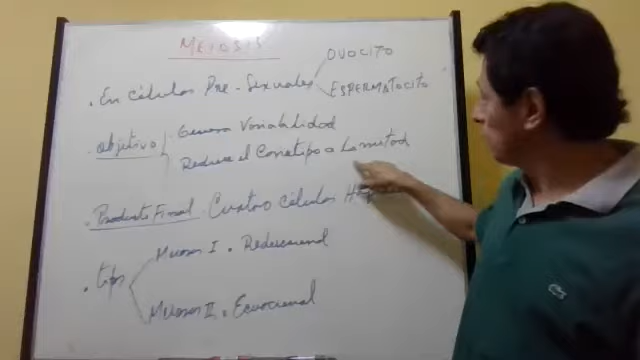 MEIOSIS
. En células Pre-Sexuales
OVOCITO
ESPERMATOCITO
. Objetivo
Genera Variabilidad
Reduce el Cariotipo a La mitad
. Producto Final . Cuatro células
. tipos
Meiosis I . Reduccional
Meiosis II . Ecuacional